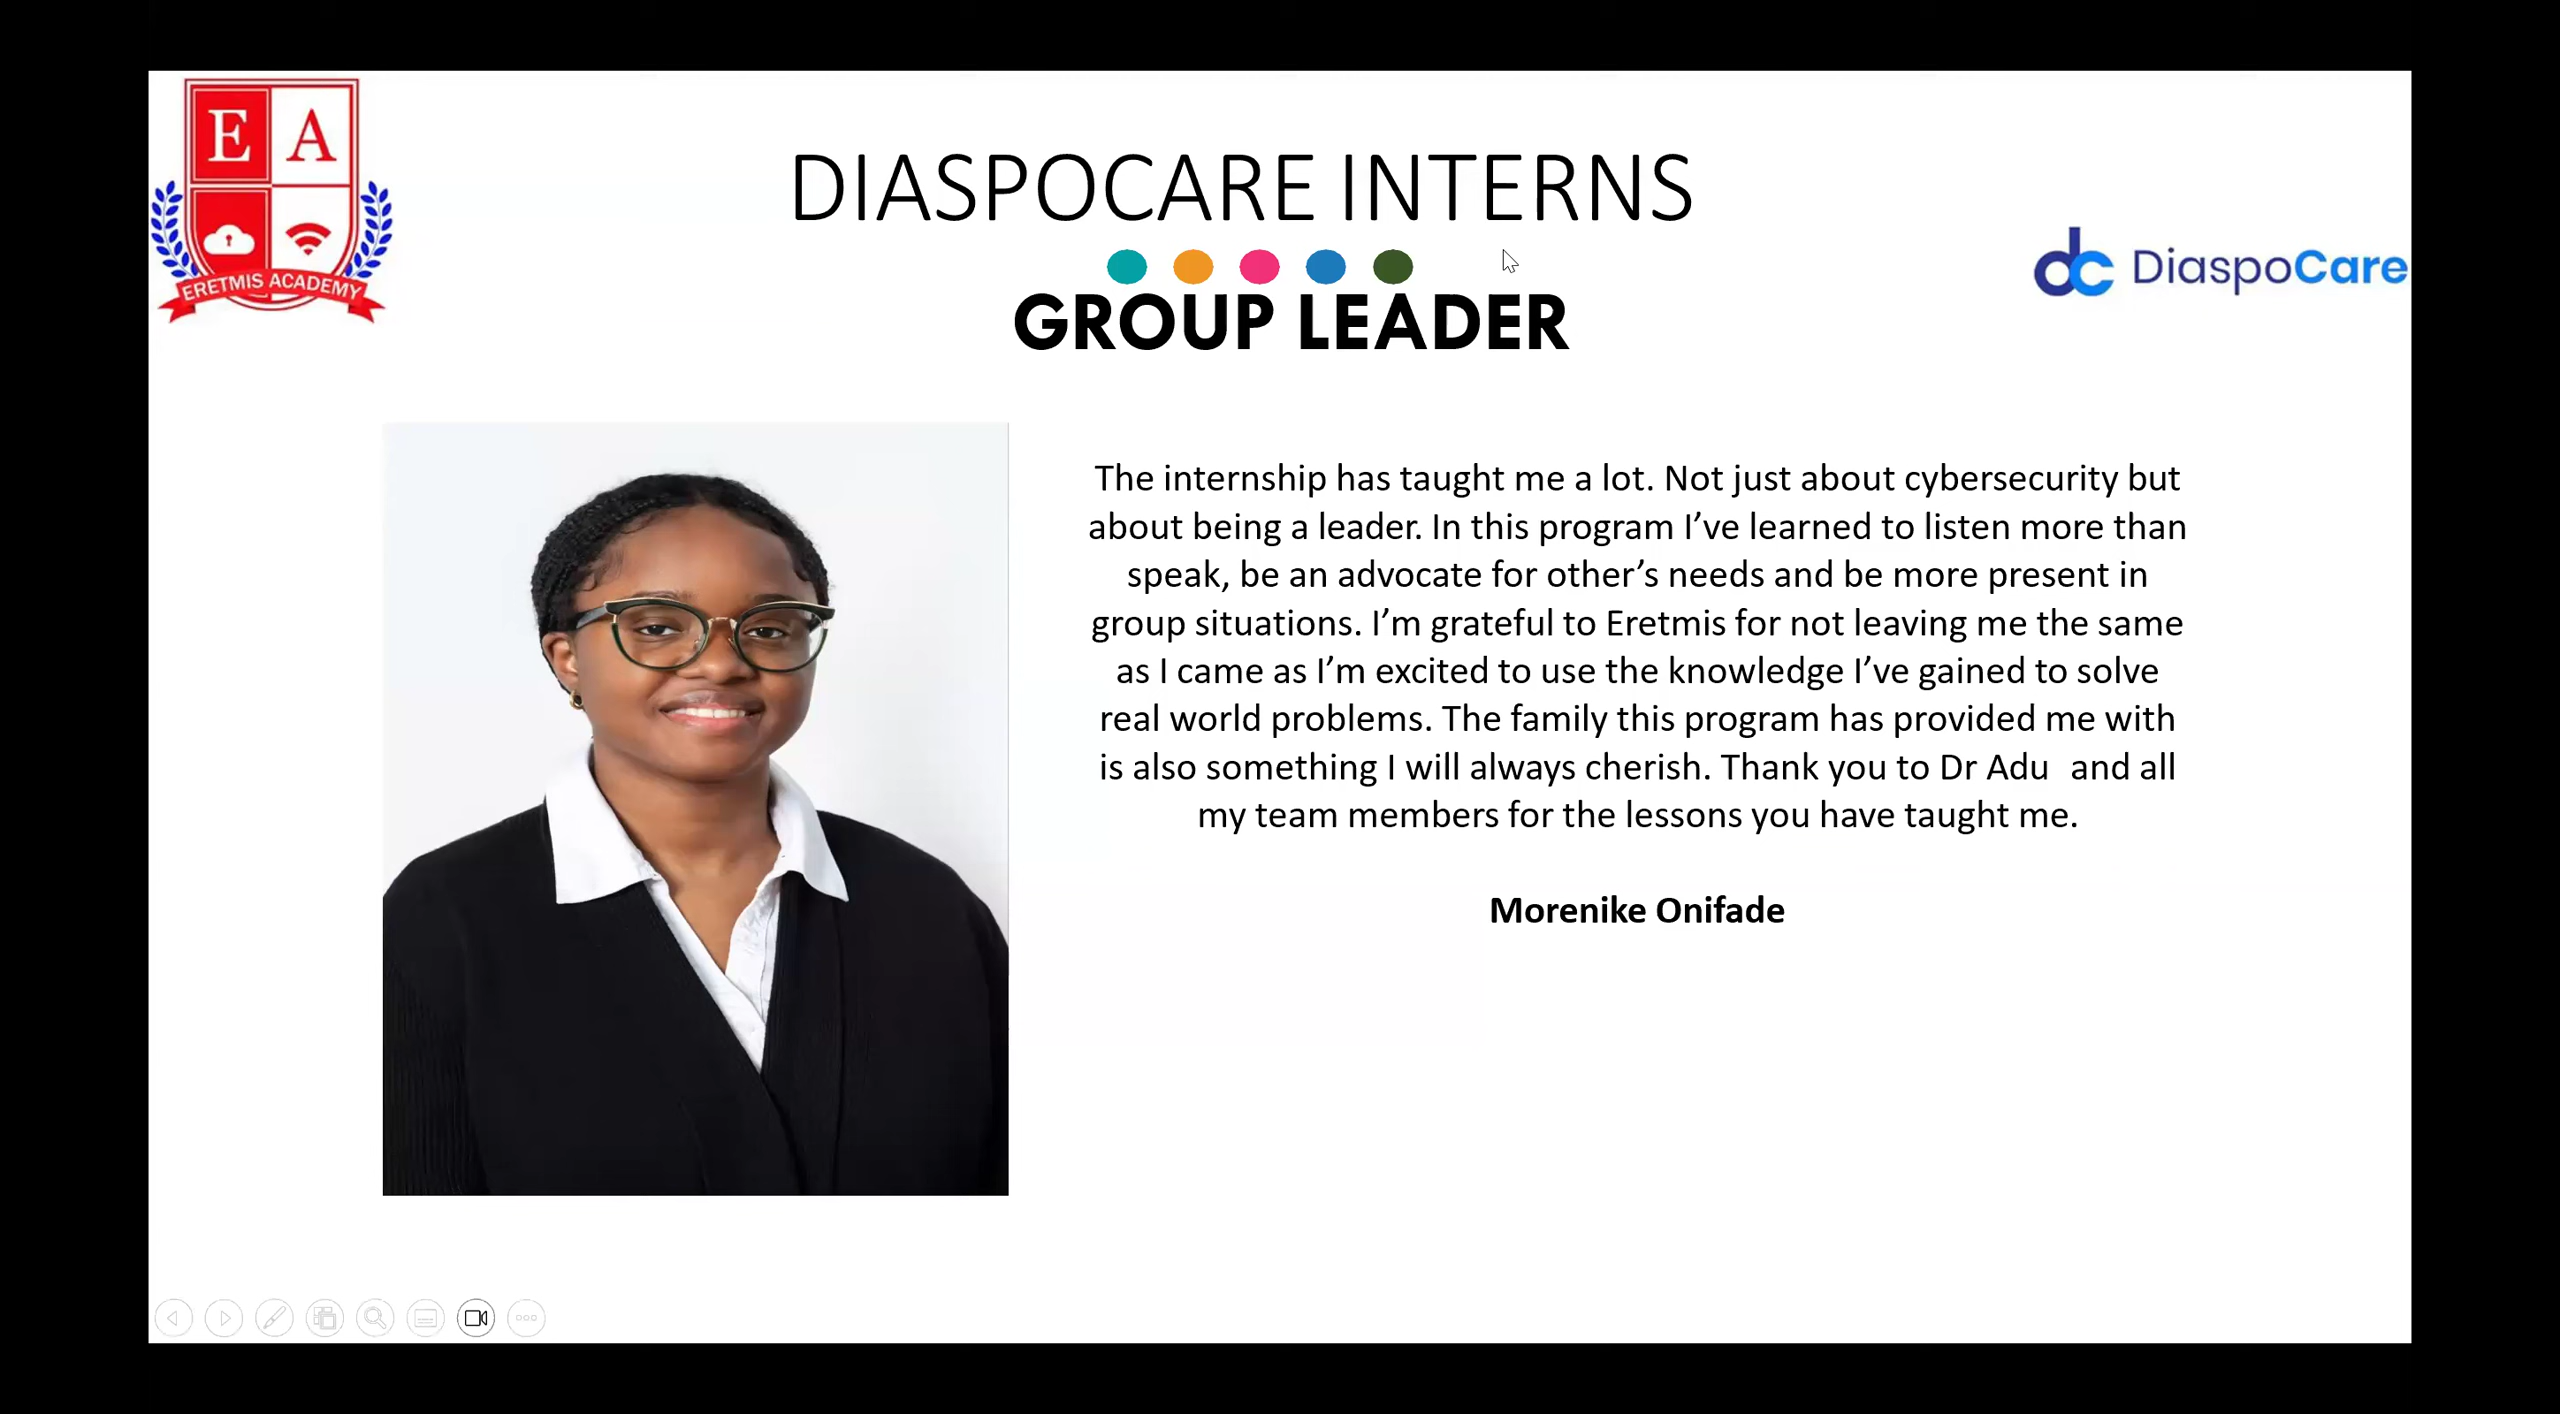 E A
ERETMIS ACADEMY
DIASPOCARE INTERNS
dc DiaspoCare
GROUP LEADER
The internship has taught me a lot. Not just about cybersecurity but
about being a leader. In this program I’ve learned to listen more than
speak, be an advocate for other’s needs and be more present in
group situations. I’m grateful to Eretmis for not leaving me the same
as I came as I’m excited to use the knowledge I’ve gained to solve
real world problems. The family this program has provided me with
is also something I will always cherish. Thank you to Dr Adu  and all
my team members for the lessons you have taught me.
Morenike Onifade